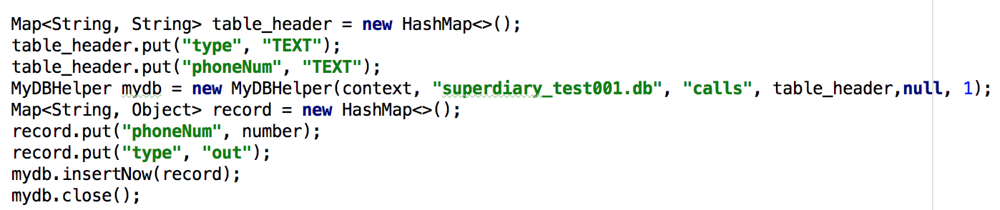 Map<String, String> table_header = new HashMap<>();
table_header.put("type", "TEXT");
table_header.put("phoneNum", "TEXT");
MyDBHelper mydb = new MyDBHelper(context, "superdiary_test001.db", "calls", table_header,null, 1);
Map<String, Object> record = new HashMap<>();
record.put("phoneNum", number);
record.put("type", "out");
mydb.insertNow(record);
mydb.close();